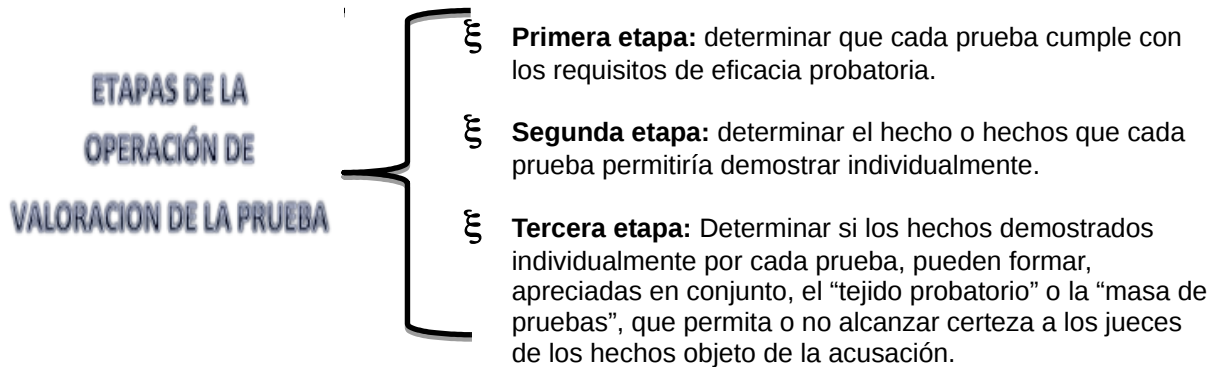 ETAPAS DE LA
OPERACIÓN DE
VALORACION DE LA PRUEBA
ξ Primera etapa: determinar que cada prueba cumple con
los requisitos de eficacia probatoria.
ξ Segunda etapa: determinar el hecho o hechos que cada
prueba permitiría demostrar individualmente.
ξ Tercera etapa: Determinar si los hechos demostrados
individualmente por cada prueba, pueden formar,
apreciadas en conjunto, el “tejido probatorio” o la “masa de
pruebas”, que permita o no alcanzar certeza a los jueces
de los hechos objeto de la acusación.